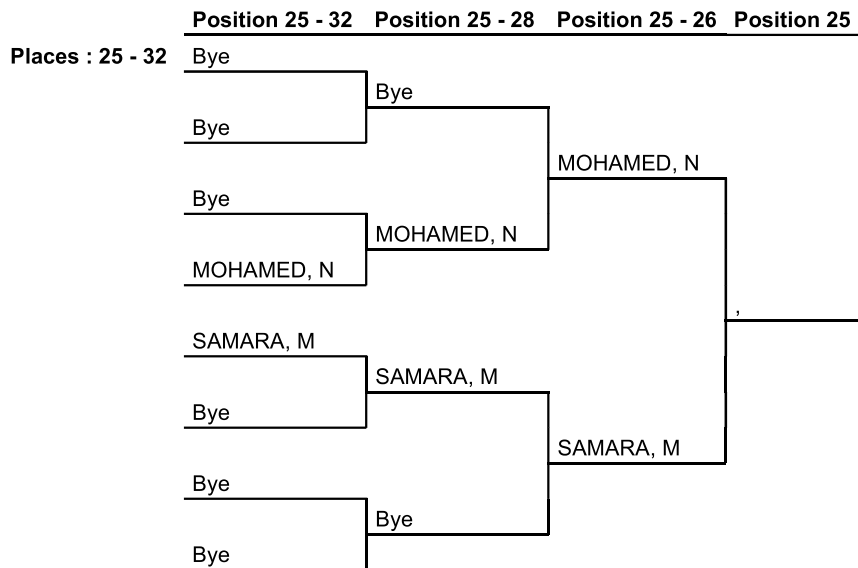 Position 25 - 32 Position 25 - 28 Position 25 - 26 Position 25
Places : 25 - 32 Bye
Bye
Bye
Bye
MOHAMED, N
Bye
MOHAMED, N
MOHAMED, N
,
SAMARA, M
SAMARA, M
Bye
SAMARA, M
Bye
Bye
Bye